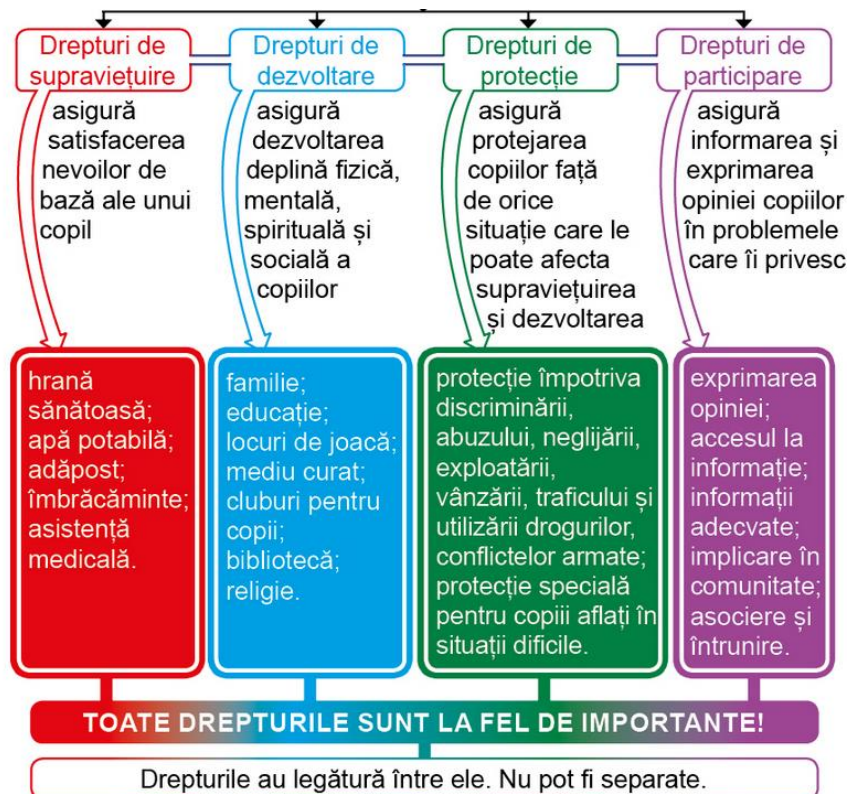 Drepturi de
supraviețuire
asigură
satisfacerea
nevoilor de
bază ale unui
copil
hrană
sănătoasă;
apă potabilă;
adăpost;
îmbrăcăminte;
asistență
medicală.
Drepturi de
dezvoltare
asigură
dezvoltarea
deplină fizică,
mentală,
spirituală și
socială a
copiilor
familie;
educație;
locuri de joacă;
mediu curat;
cluburi pentru
copii;
bibliotecă;
religie.
Drepturi de
protecție
asigură
protejarea
copiilor față
de orice
situație care le
poate afecta
supraviețuirea
și dezvoltarea
protecție împotriva
discriminării,
abuzului, neglijării,
exploatării,
vânzării, traficului și
utilizării drogurilor,
conflictelor armate;
protecție specială
pentru copiii aflați în
situații dificile.
Drepturi de
participare
asigură
informarea și
exprimarea
opiniei copiilor
în problemele
care îi privesc
exprimarea
opiniei;
accesul la
informație;
informații
adecvate;
implicare în
comunitate;
asociere și
întrunire.
TOATE DREPTURILE SUNT LA FEL DE IMPORTANTE!
Drepturile au legătură între ele. Nu pot fi separate.